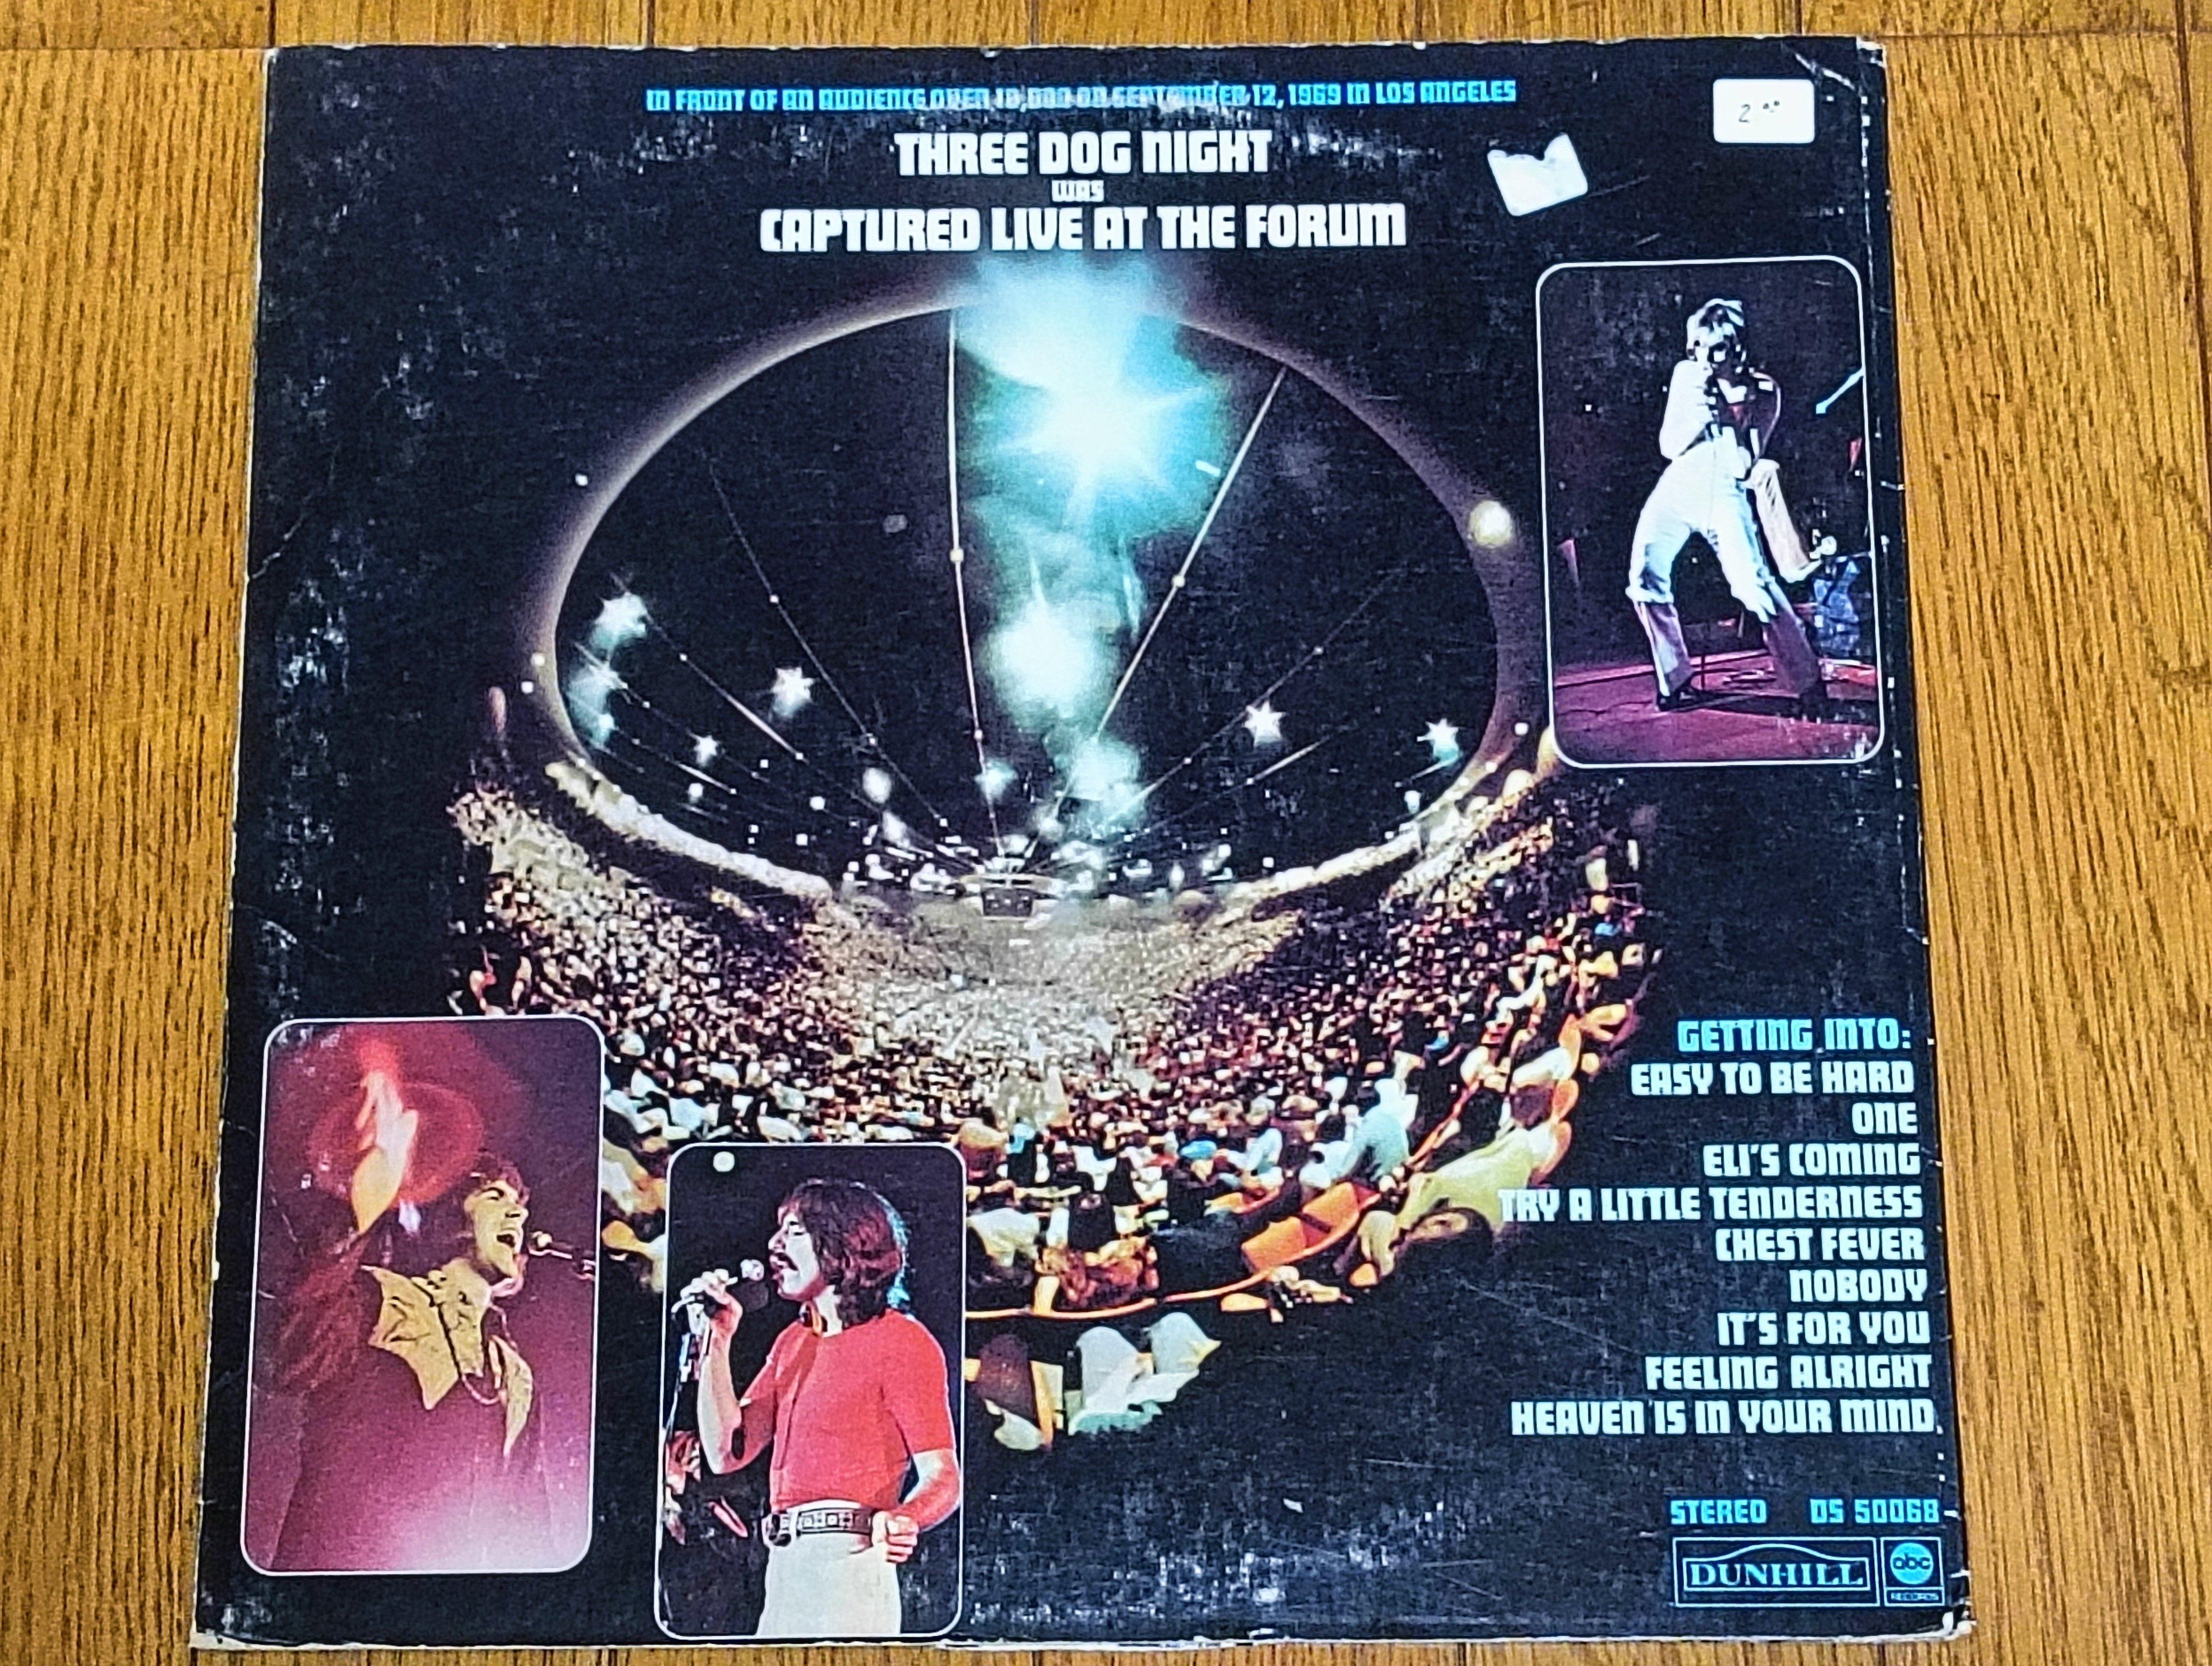 IN FRONT OF AN AUDIENCE OVER 18,000 ON SEPTEMBER 12, 1969 IN LOS ANGELES
THREE DOG NIGHT
WAS
CAPTURED LIVE AT THE FORUM
GETTING INTO:
EASY TO BE HARD
ONE
ELI'S COMING
TRY A LITTLE TENDERNESS
CHEST FEVER
NOBODY
IT'S FOR YOU
FEELING ALRIGHT
HEAVEN IS IN YOUR MIND
STEREO DS 50068
DUNHILL
abc
RECORDS